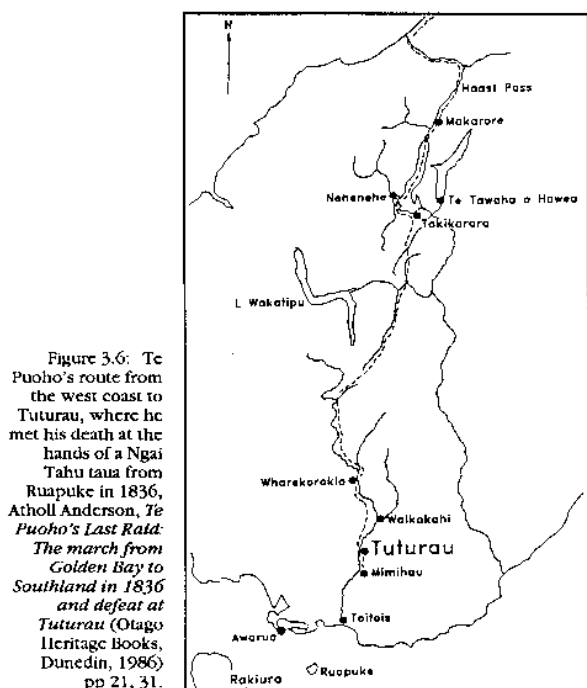 N
Haast Pass
Makarore
Nehenehe
Te Tawaha o Hawea
Takikarara
L Wakatipu
Wharekorokio
Waikakahi
Tuturau
Mimihau
Toitois
Awarua
Ruapuke
Rakiura
Figure 3.6: Te
Puoho's route from
the west coast to
Tuturau, where he
met his death at the
hands of a Ngai
Tahu taua from
Ruapuke in 1836,
Atholl Anderson, Te
Puoho's Last Raid:
The march from
Golden Bay to
Southland in 1836
and defeat at
Tuturau (Otago
Heritage Books,
Dunedin, 1986)
pp 21, 31.